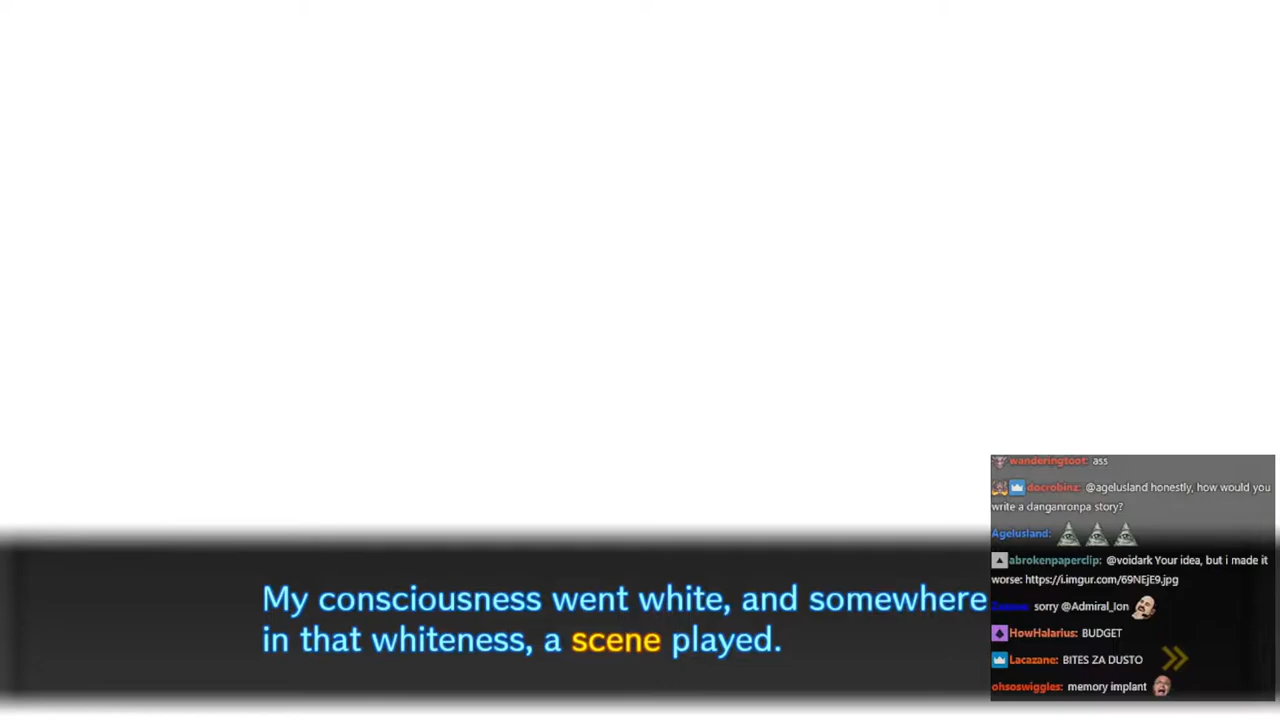 wanderingtoot: ass
docrobinz: @agelusland honestly, how would you
write a danganronpa story?
Agelusland:
abrokenpaperclip: @voidark Your idea, but i made it
worse: https://i.imgur.com/69NEjE9.jpg
sorry @Admiral_Ion
HowHalarius: BUDGET
Lacazane: BITES ZA DUSTO
ohsoswiggles: memory implant
My consciousness went white, and somewhere
in that whiteness, a scene played.